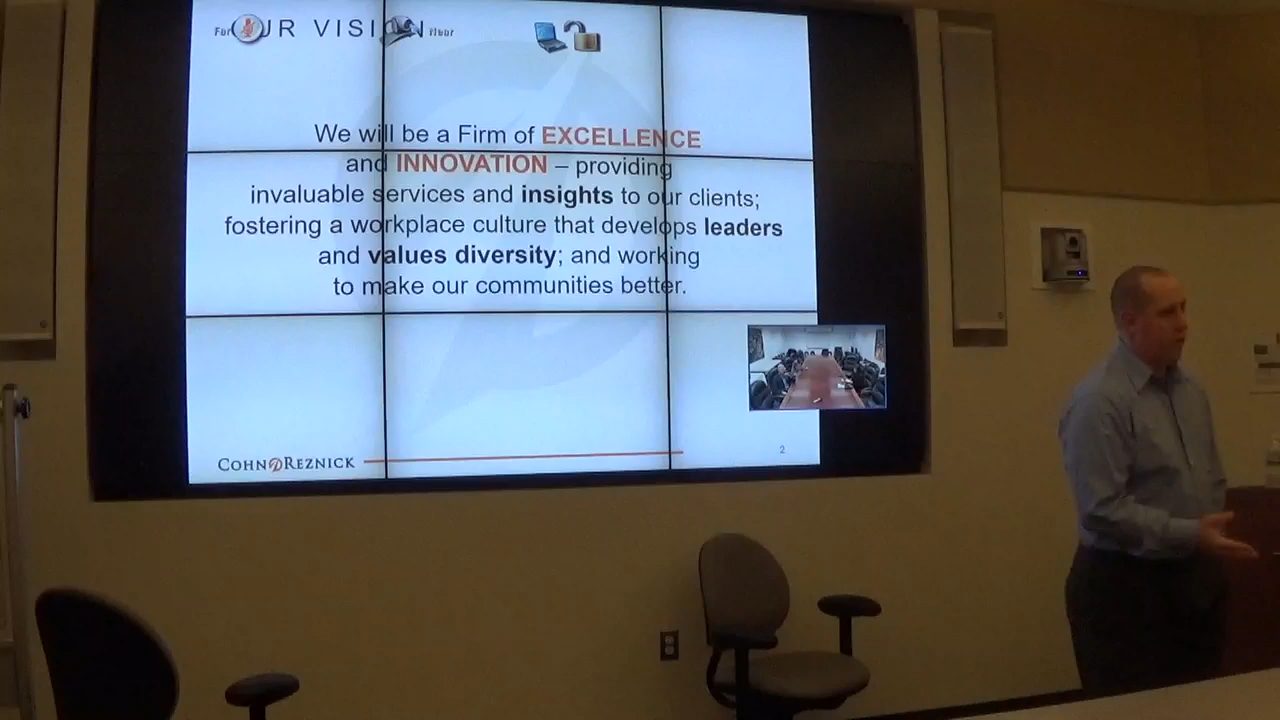 OUR VISION
We will be a Firm of EXCELLENCE
and INNOVATION – providing
invaluable services and insights to our clients;
fostering a workplace culture that develops leaders
and values diversity; and working
to make our communities better.
COHNREZNICK
2